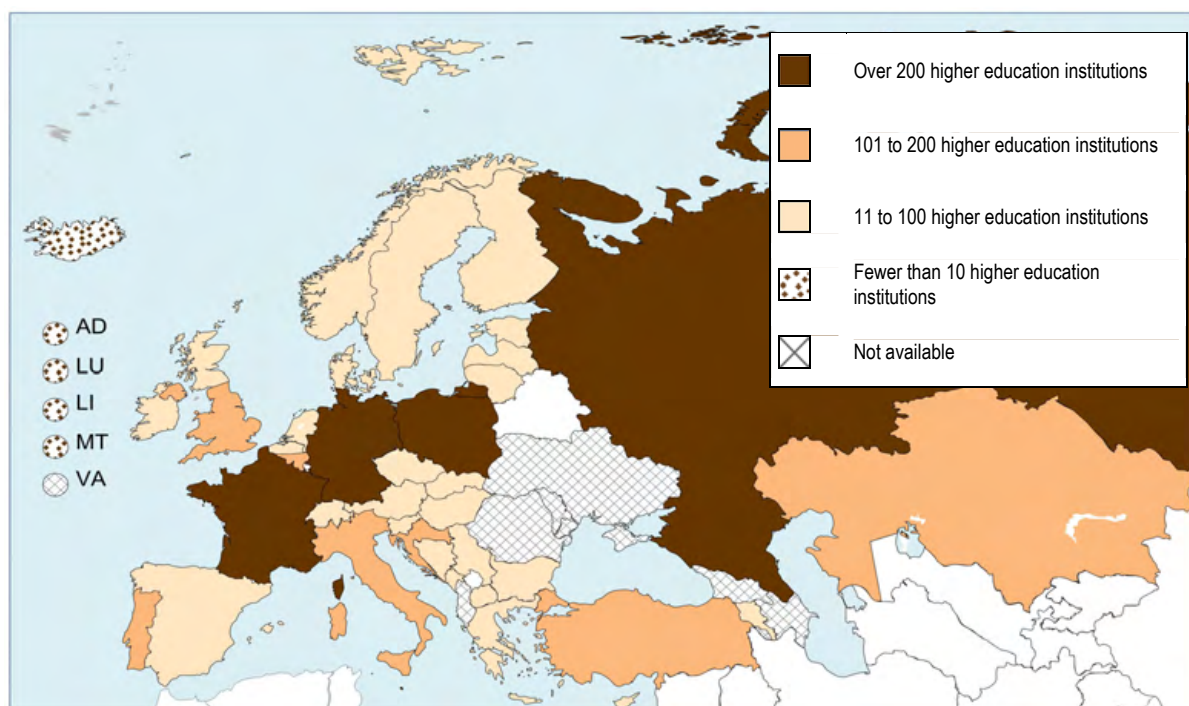 Over 200 higher education institutions
101 to 200 higher education institutions
11 to 100 higher education institutions
Fewer than 10 higher education
institutions
Not available
AD
LU
LI
MT
VA